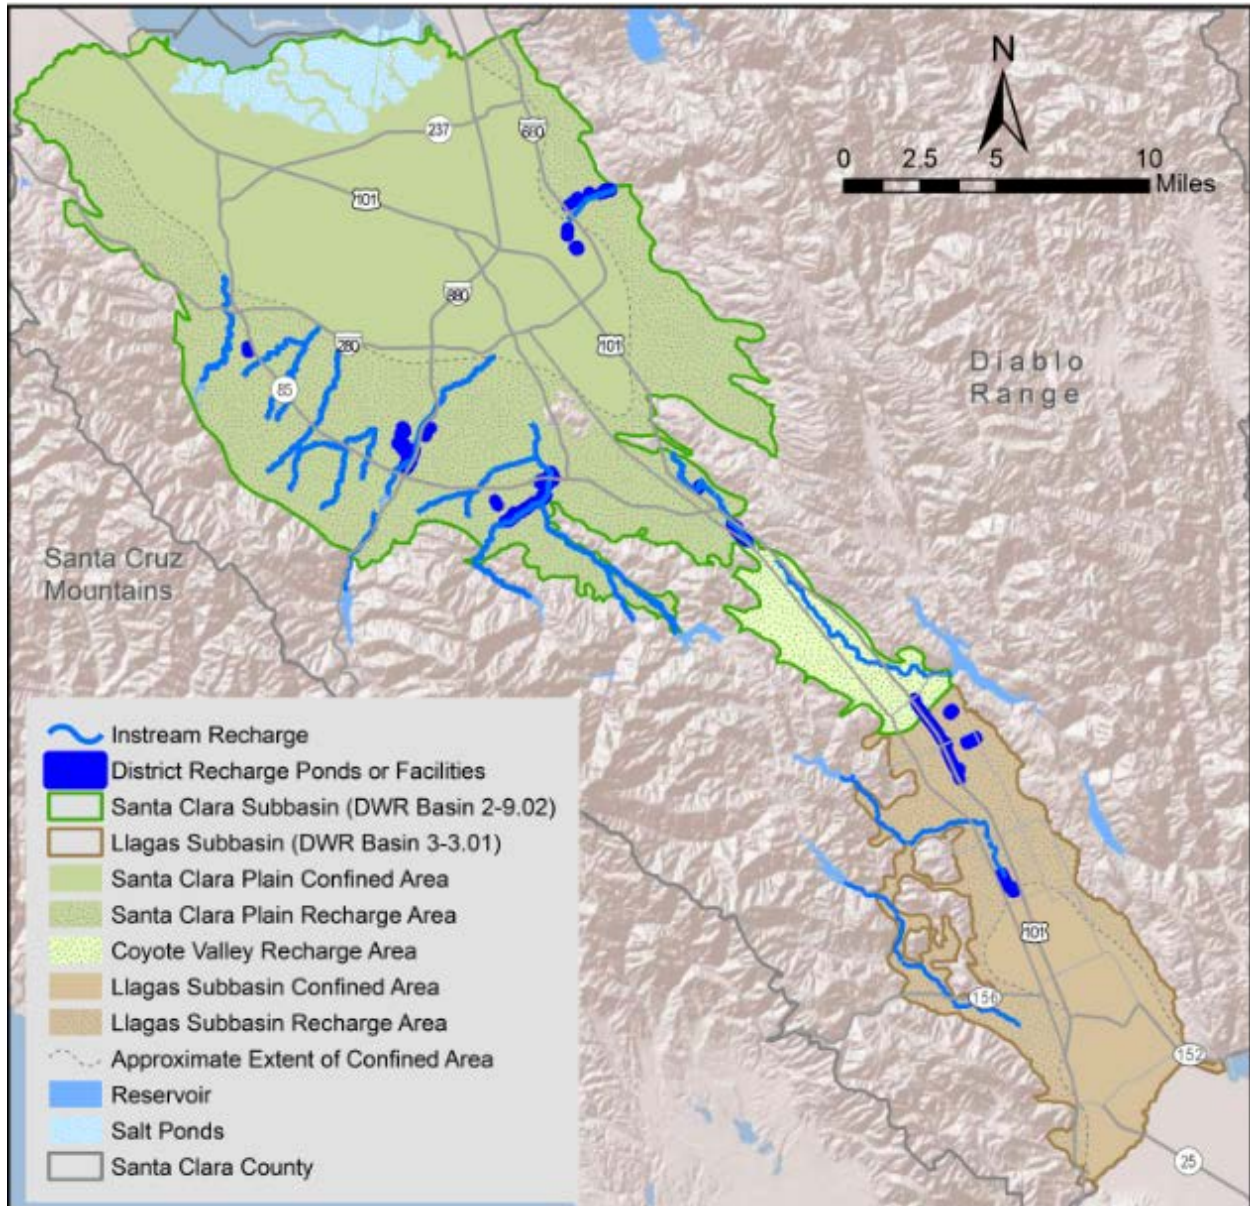 N
0 2.5 5 10
Miles
237
680
101
880
280
101
85
Diablo
Range
Santa Cruz
Mountains
101
156
152
25
Instream Recharge
District Recharge Ponds or Facilities
Santa Clara Subbasin (DWR Basin 2-9.02)
Llagas Subbasin (DWR Basin 3-3.01)
Santa Clara Plain Confined Area
Santa Clara Plain Recharge Area
Coyote Valley Recharge Area
Llagas Subbasin Confined Area
Llagas Subbasin Recharge Area
Approximate Extent of Confined Area
Reservoir
Salt Ponds
Santa Clara County